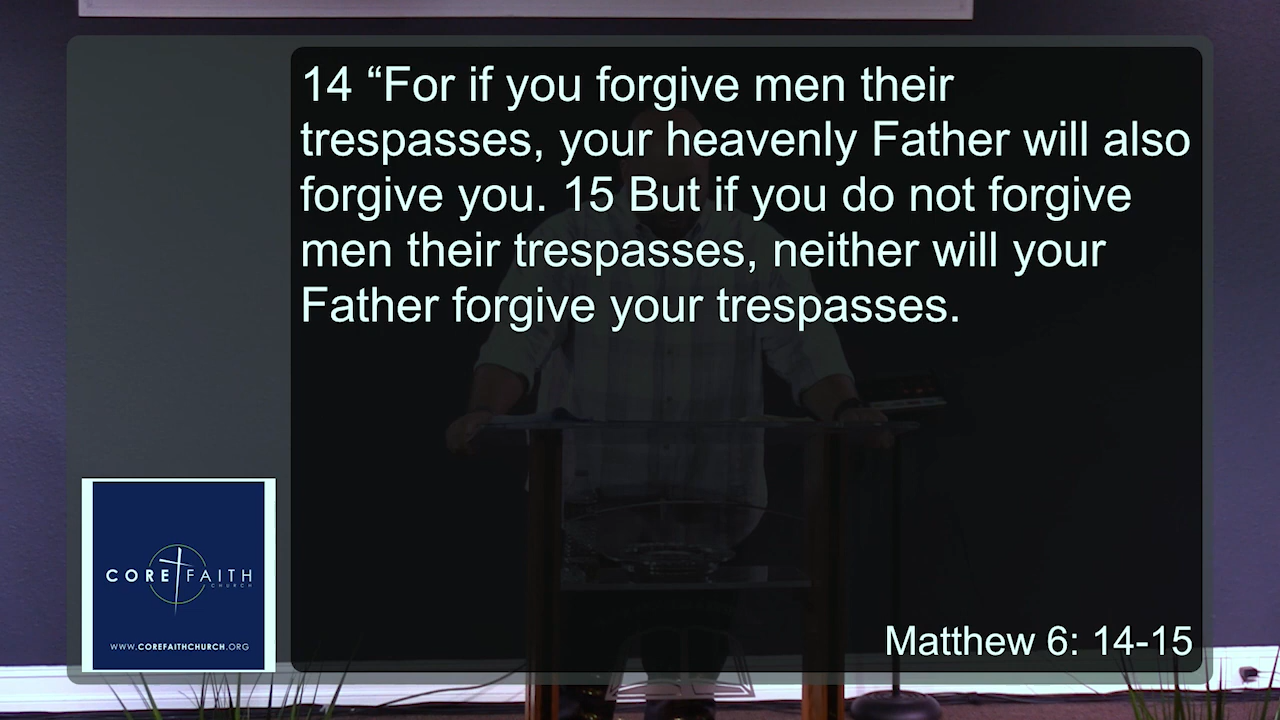 14 “For if you forgive men their
trespasses, your heavenly Father will also
forgive you. 15 But if you do not forgive
men their trespasses, neither will your
Father forgive your trespasses.
Matthew 6: 14-15
CORE FAITH
CHURCH
WWW.COREFAITHCHURCH.ORG